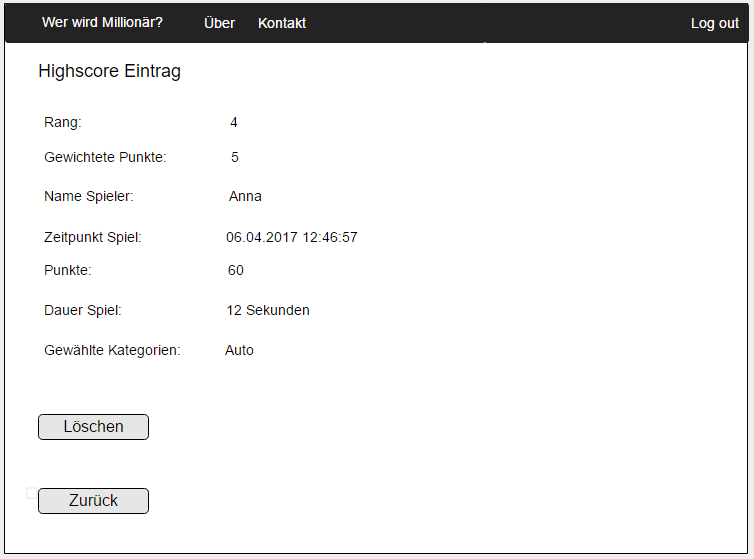 Wer wird Millionär? Über Kontakt Log out
Highscore Eintrag
Rang: 4
Gewichtete Punkte: 5
Name Spieler: Anna
Zeitpunkt Spiel: 06.04.2017 12:46:57
Punkte: 60
Dauer Spiel: 12 Sekunden
Gewählte Kategorien: Auto
Löschen
Zurück